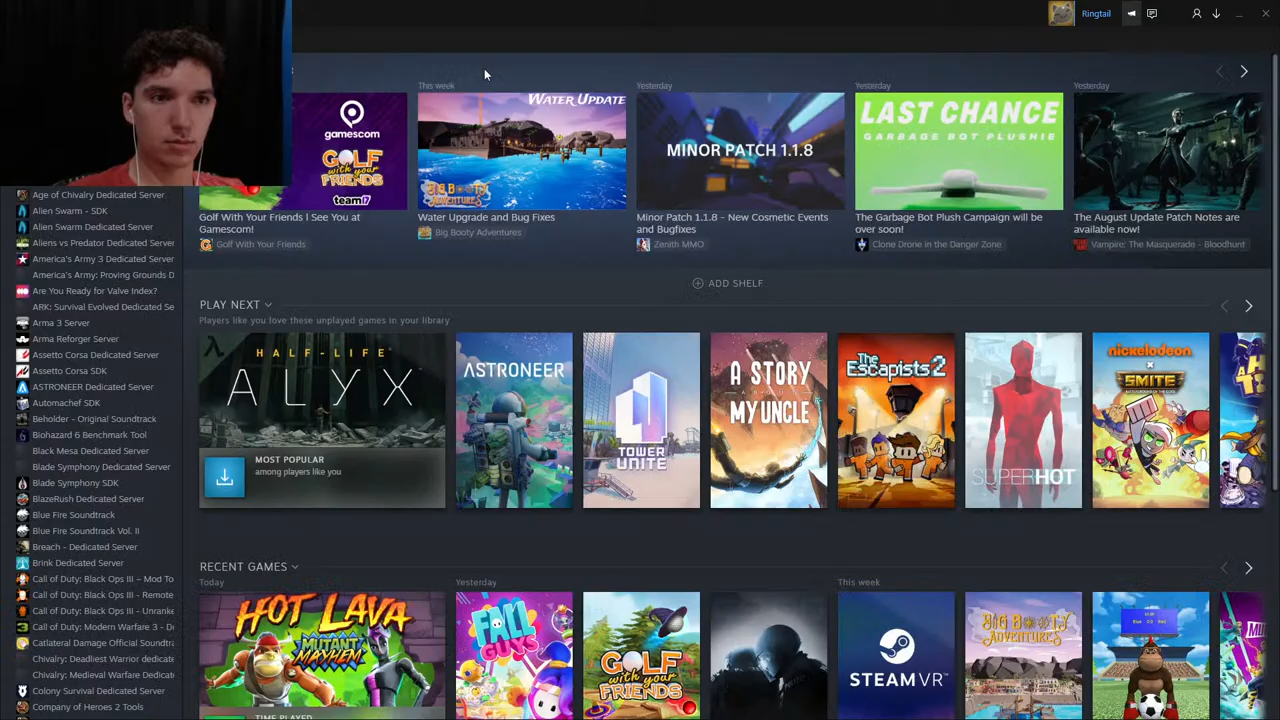 Ringtail
This week
Yesterday
Yesterday
Yesterday
gamescom
GOLF
WITH YOUR
FRIENDS
team17
WATER UPDATE
BIG BOOTY
ADVENTURES
MINOR PATCH 1.1.8
LAST CHANCE
GARBAGE BOT PLUSHIE
Golf With Your Friends I See You at
Gamescom!
Golf With Your Friends
Water Upgrade and Bug Fixes
Big Booty Adventures
Minor Patch 1.1.8 - New Cosmetic Events
and Bugfixes
Zenith MMO
The Garbage Bot Plush Campaign will be
over soon!
Clone Drone in the Danger Zone
The August Update Patch Notes are
available now!
Vampire: The Masquerade - Bloodhunt
Age of Chivalry Dedicated Server
Alien Swarm - SDK
Alien Swarm Dedicated Server
Aliens vs Predator Dedicated Server
America's Army 3 Dedicated Server
America's Army: Proving Grounds D
Are You Ready for Valve Index?
ARK: Survival Evolved Dedicated Se
Arma 3 Server
Arma Reforger Server
Assetto Corsa Dedicated Server
Assetto Corsa SDK
ASTRONEER Dedicated Server
Automachef SDK
Beholder - Original Soundtrack
Biohazard 6 Benchmark Tool
Black Mesa Dedicated Server
Blade Symphony Dedicated Server
Blade Symphony SDK
BlazeRush Dedicated Server
Blue Fire Soundtrack
Blue Fire Soundtrack Vol. II
Breach - Dedicated Server
Brink Dedicated Server
Call of Duty: Black Ops III – Mod To
Call of Duty: Black Ops III - Remote
Call of Duty: Black Ops III - Unranke
Call of Duty: Modern Warfare 3 - De
Catlateral Damage Official Soundtra
Chivalry: Deadliest Warrior dedicate
Chivalry: Medieval Warfare Dedicate
Colony Survival Dedicated Server
Company of Heroes 2 Tools
ADD SHELF
PLAY NEXT
Players like you love these unplayed games in your library
HALF-LIFE
ALYX
MOST POPULAR
among players like you
ASTRONEER
TOWER
UNITE
A STORY
ABOUT
MY UNCLE
The
Escapists 2
SUPERHOT
nickelodeon
x
SMITE
BATTLEGROUND OF THE GODS
RECENT GAMES
Today
Yesterday
This week
HOT LAVA
MUTANT
MAYHEM
TIME PLAYED
FALL
GUYS
GOLF
WITH YOUR
FRIENDS
STEAMVR
BIG BOOTY
ADVENTURES